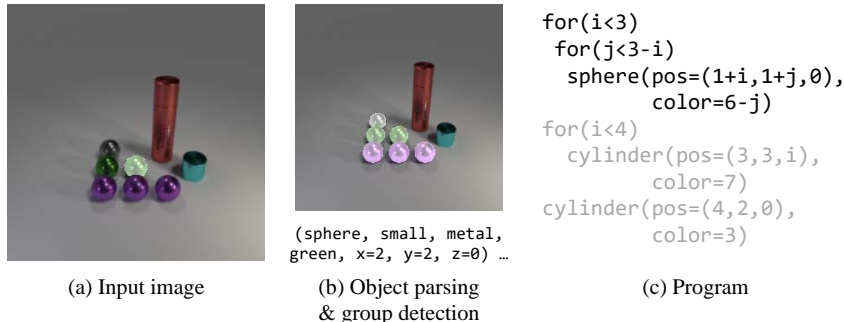 for(i<3)
for(j<3-i)
sphere(pos=(1+i,1+j,0),
color=6-j)
for(i<4)
cylinder(pos=(3,3,i),
color=7)
cylinder(pos=(4,2,0),
color=3)
(sphere, small, metal,
green, x=2, y=2, z=0) …
(a) Input image
(b) Object parsing
& group detection
(c) Program